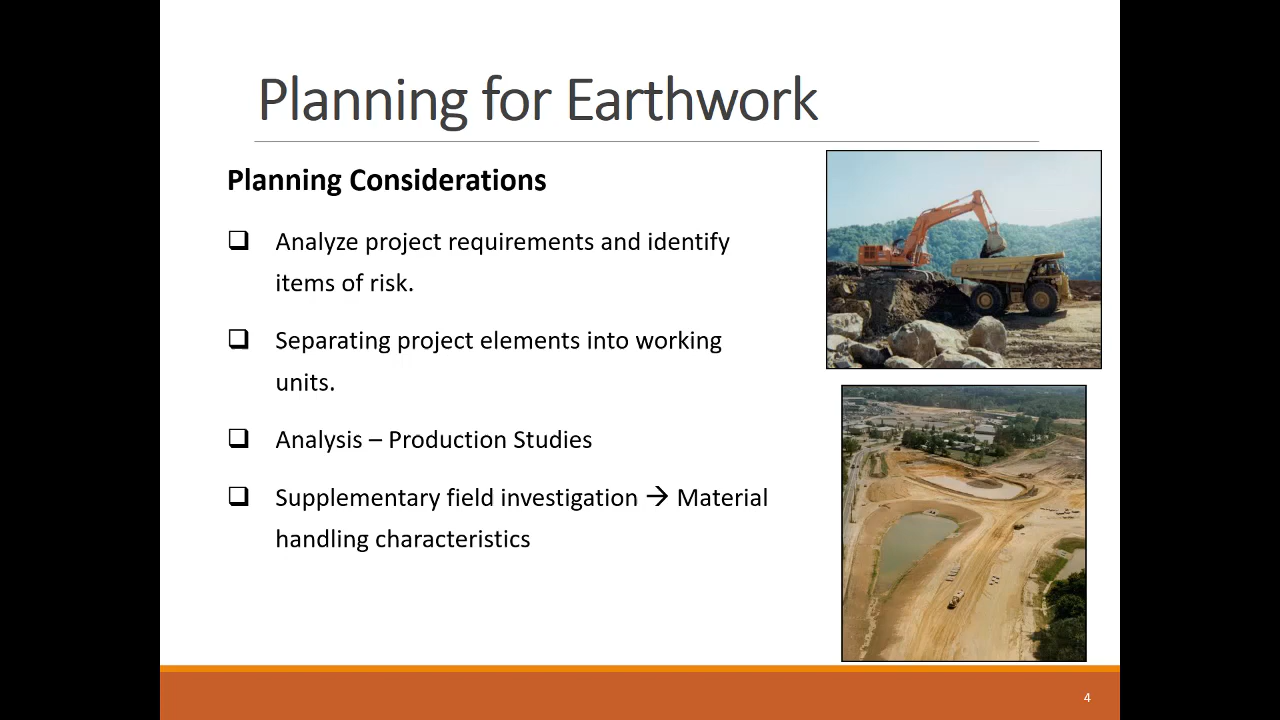 Planning for Earthwork
Planning Considerations
❑ Analyze project requirements and identify
items of risk.
❑ Separating project elements into working
units.
❑ Analysis – Production Studies
❑ Supplementary field investigation → Material
handling characteristics
4